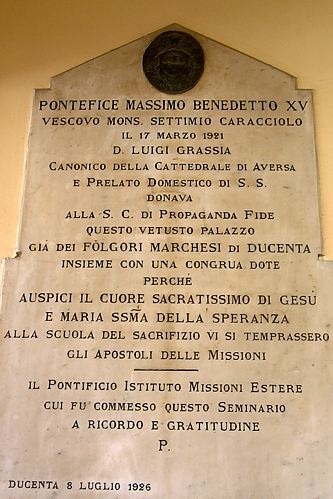 PONTEFICE MASSIMO BENEDETTO XV
VESCOVO MONS. SETTIMIO CARACCIOLO
IL 17 MARZO 1921
D. LUIGI GRASSIA
CANONICO DELLA CATTEDRALE DI AVERSA
E PRELATO DOMESTICO DI S. S.
DONAVA
ALLA S. C. DI PROPAGANDA FIDE
QUESTO VETUSTO PALAZZO
GIÁ DEI FÒLGORI MARCHESI DI DUCENTA
INSIEME CON UNA CONGRUA DOTE
PERCHÉ
AUSPICI IL CUORE SACRATISSIMO DI GESÙ
E MARIA SSMA DELLA SPERANZA
ALLA SCUOLA DEL SACRIFIZIO VI SI TEMPRASSERO
GLI APOSTOLI DELLE MISSIONI
IL PONTIFICIO ISTITUTO MISSIONI ESTERE
CUI FU COMMESSO QUESTO SEMINARIO
A RICORDO E GRATITUDINE
P.
DUCENTA 8 LUGLIO 1926